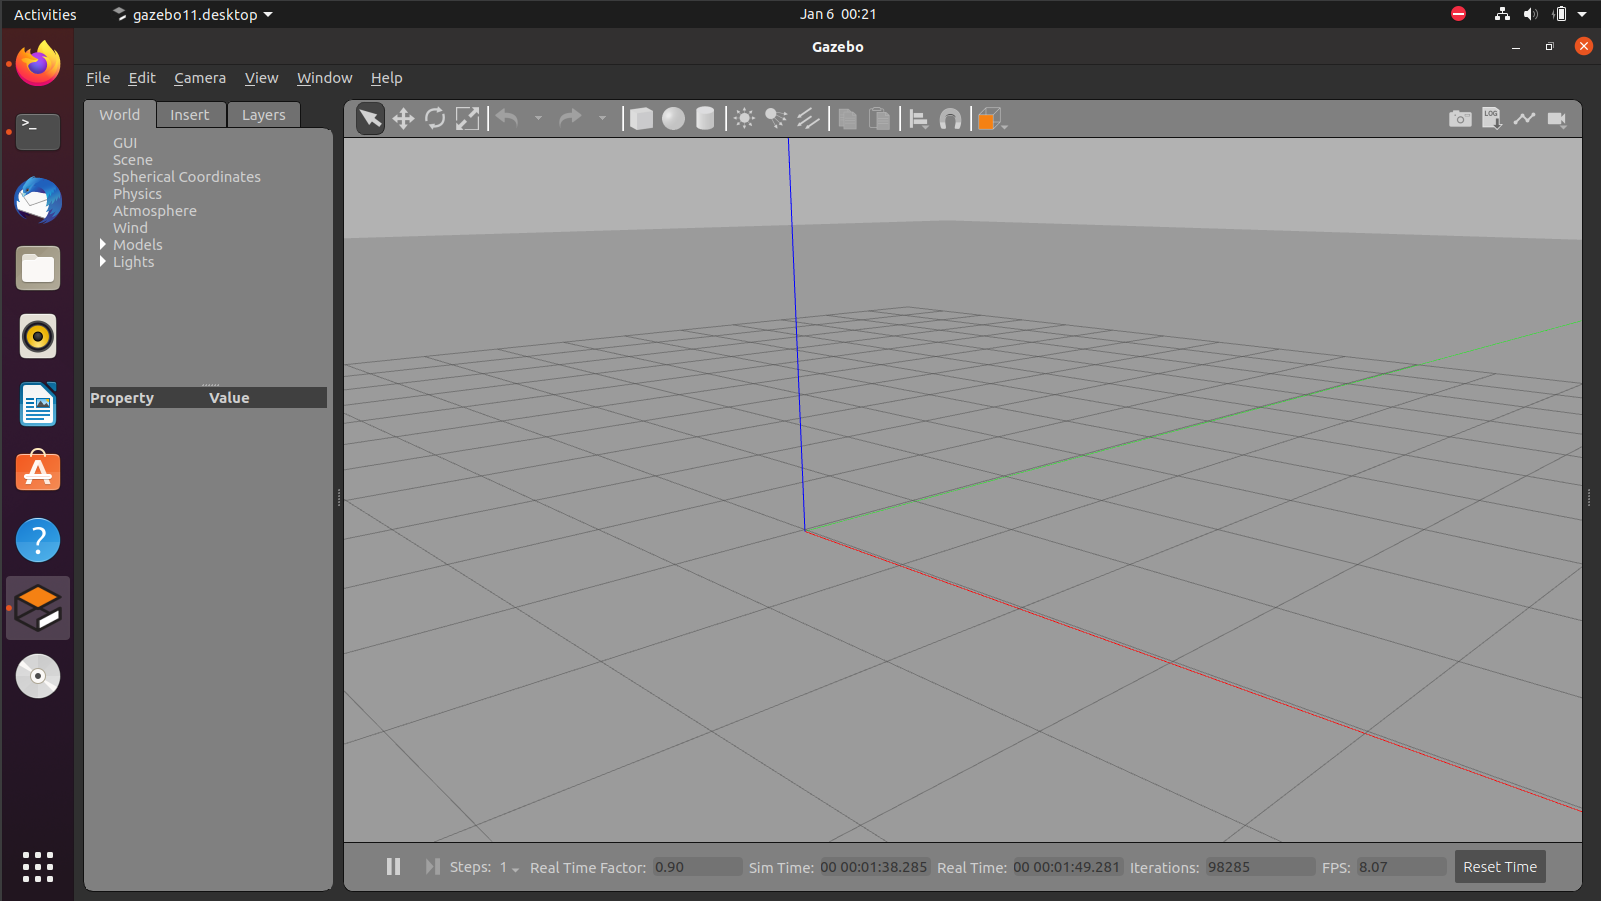 Activities
gazebo11.desktop
Jan 6 00:21
Gazebo
File Edit Camera View Window Help
World Insert Layers
LOG
GUI
Scene
Spherical Coordinates
Physics
Atmosphere
Wind
Models
Lights
Property Value
Steps: 1 Real Time Factor: 0.90 Sim Time: 00 00:01:38.285 Real Time: 00 00:01:49.281 Iterations: 98285 FPS: 8.07 Reset Time